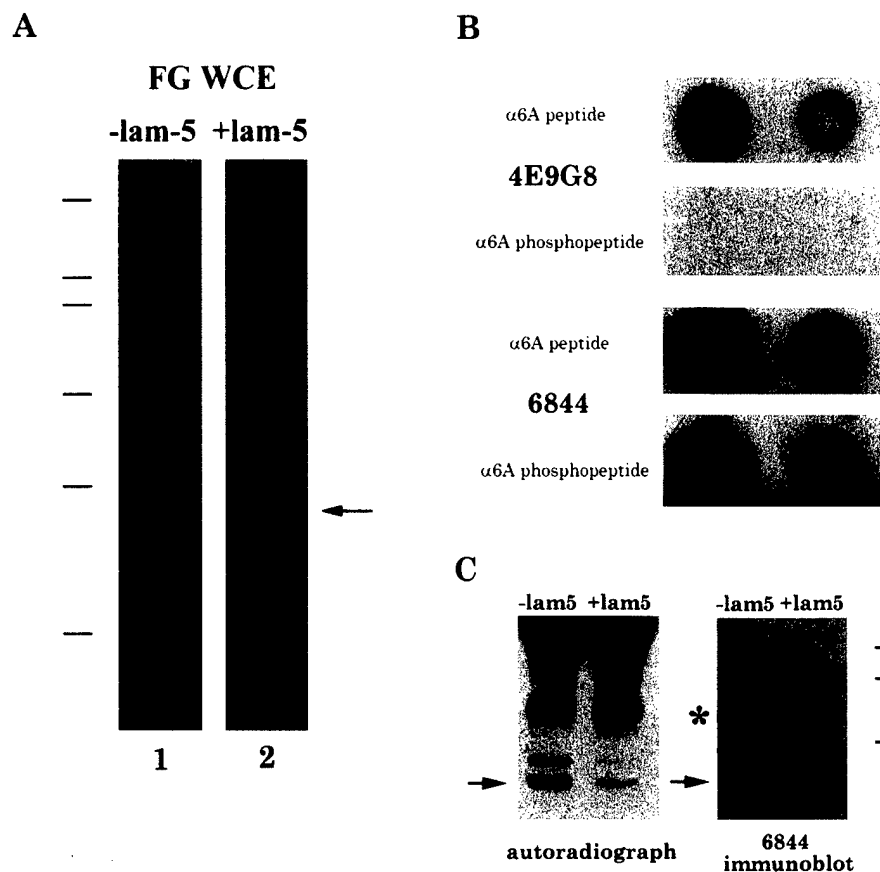 A
FG WCE
-lam-5 +lam-5
1 2
B
α6A peptide
4E9G8
α6A phosphopeptide
α6A peptide
6844
α6A phosphopeptide
C
-lam5 +lam5
-lam5 +lam5
*
autoradiograph
6844
immunoblot